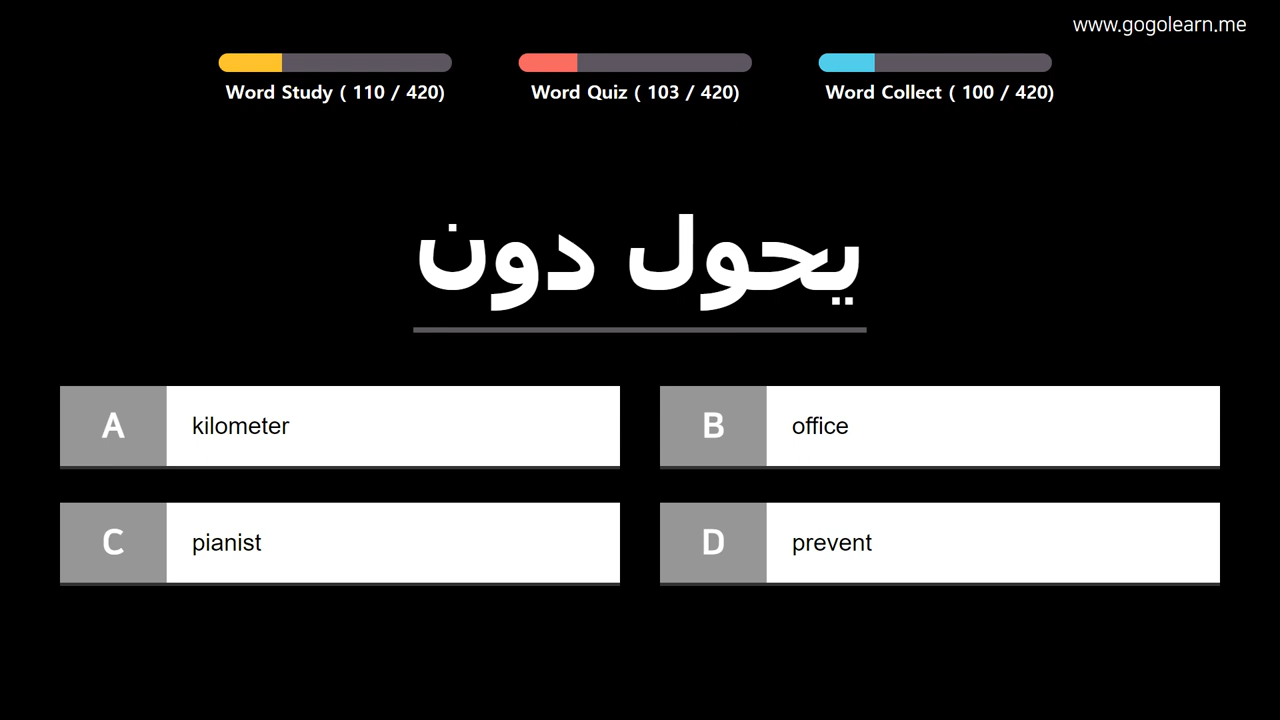 www.gogolearn.me
Word Study ( 110 / 420)
Word Quiz ( 103 / 420)
Word Collect ( 100 / 420)
يحول دون
A kilometer
B office
C pianist
D prevent